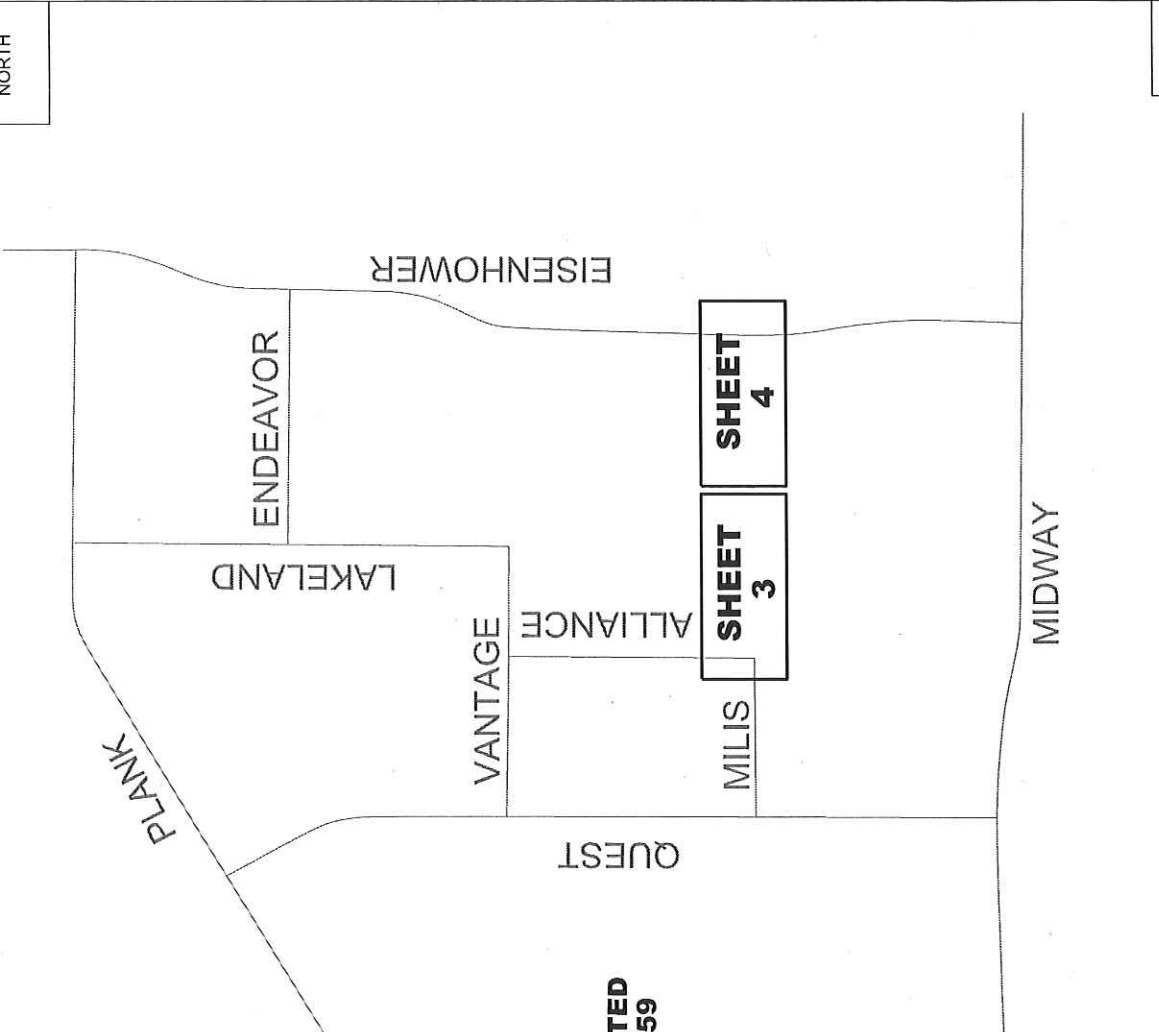 NORTH
EISENHOWER
ENDEAVOR
LAKELAND
SHEET
4
SHEET
3
ALLIANCE
VANTAGE
MIDWAY
MILIS
PLANK
QUEST
TED
59